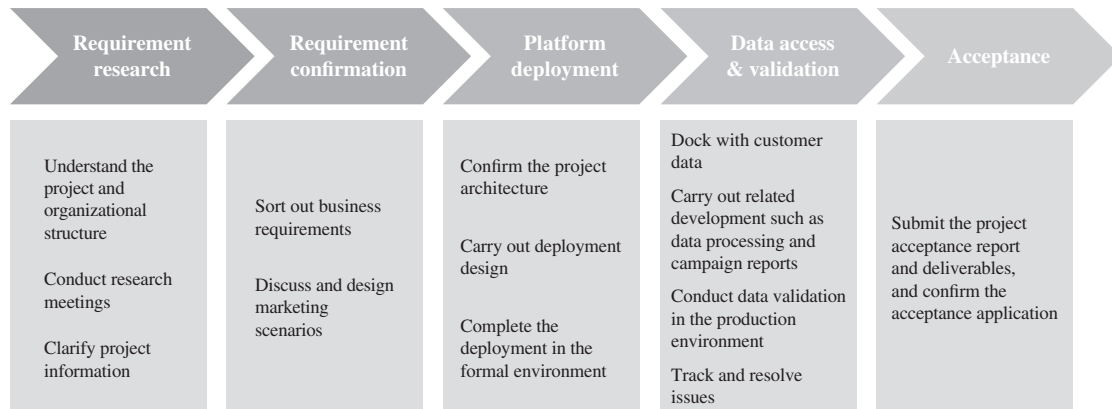 Requirement
research
Requirement
confirmation
Platform
deployment
Data access
& validation
Acceptance
Understand the
project and
organizational
structure
Conduct research
meetings
Clarify project
information
Sort out business
requirements
Discuss and design
marketing
scenarios
Confirm the project
architecture
Carry out deployment
design
Complete the
deployment in the
formal environment
Dock with customer
data
Carry out related
development such as
data processing and
campaign reports
Conduct data validation
in the production
environment
Track and resolve
issues
Submit the project
acceptance report
and deliverables,
and confirm the
acceptance application